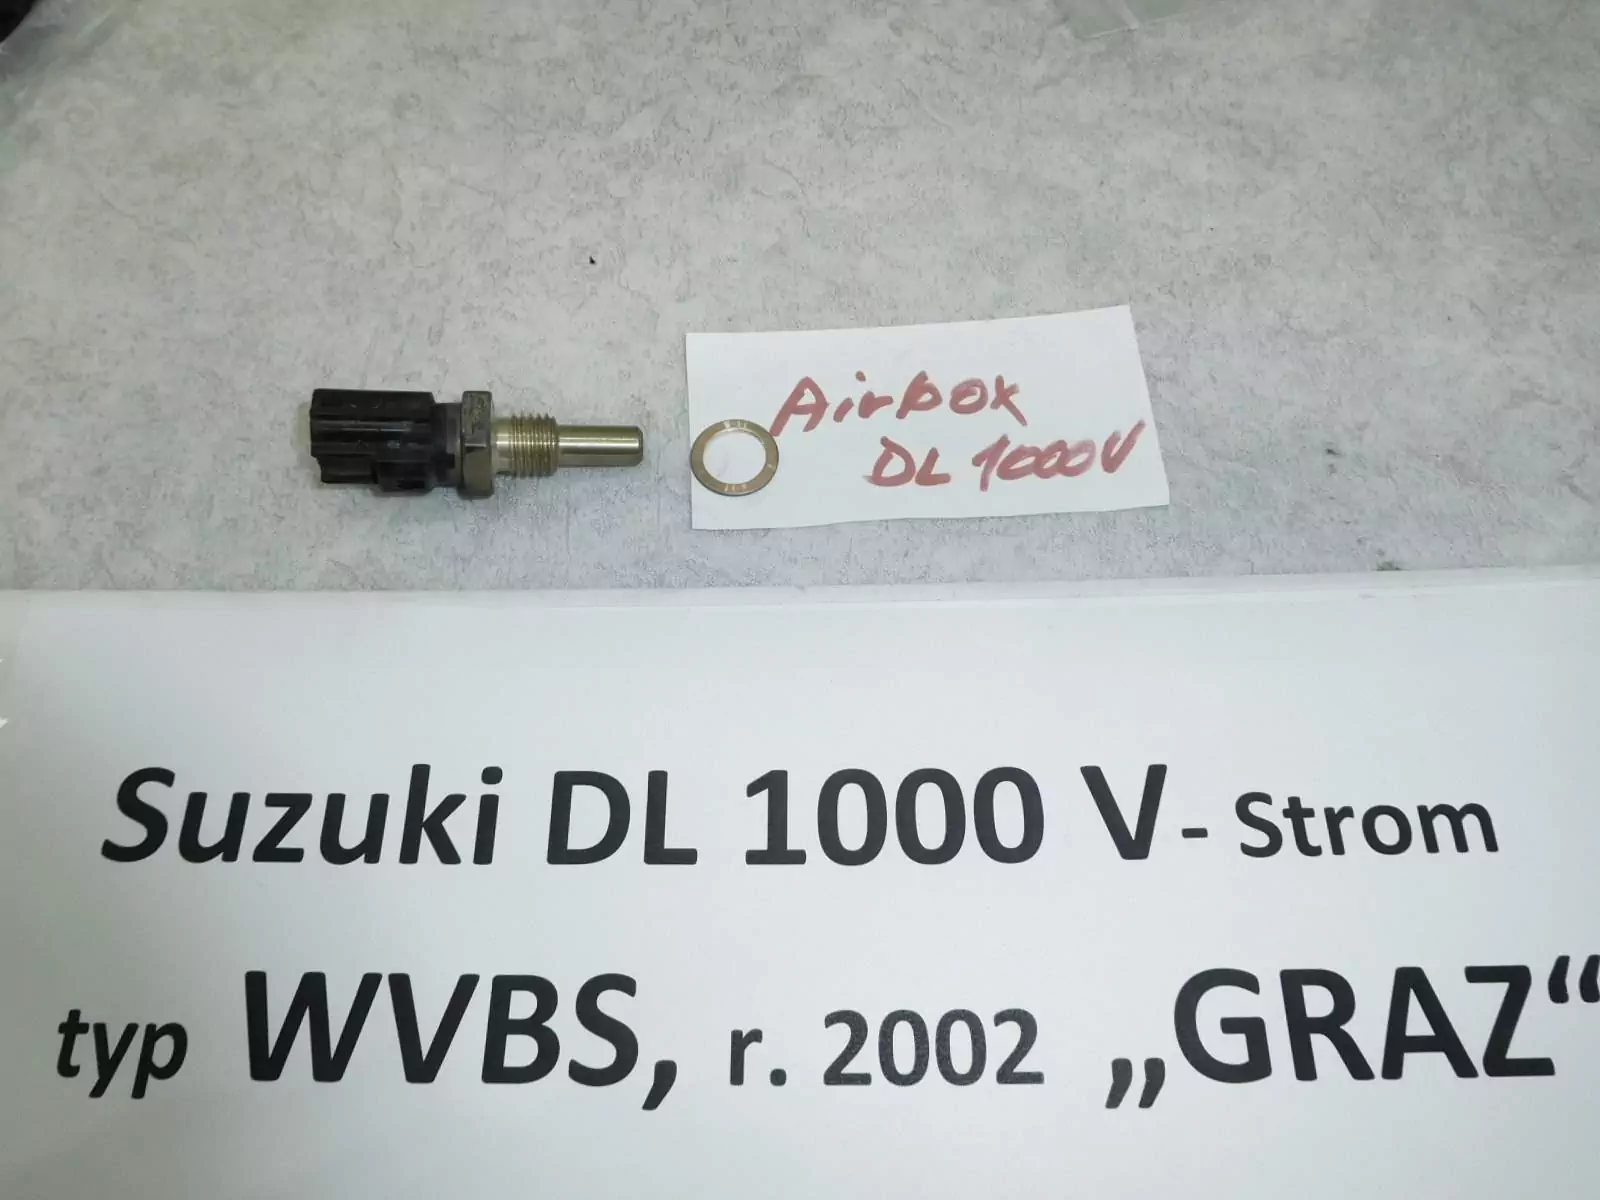 Airbox
DL 1000V
Suzuki DL 1000 V- Strom
typ WVBS, r. 2002 „GRAZ“